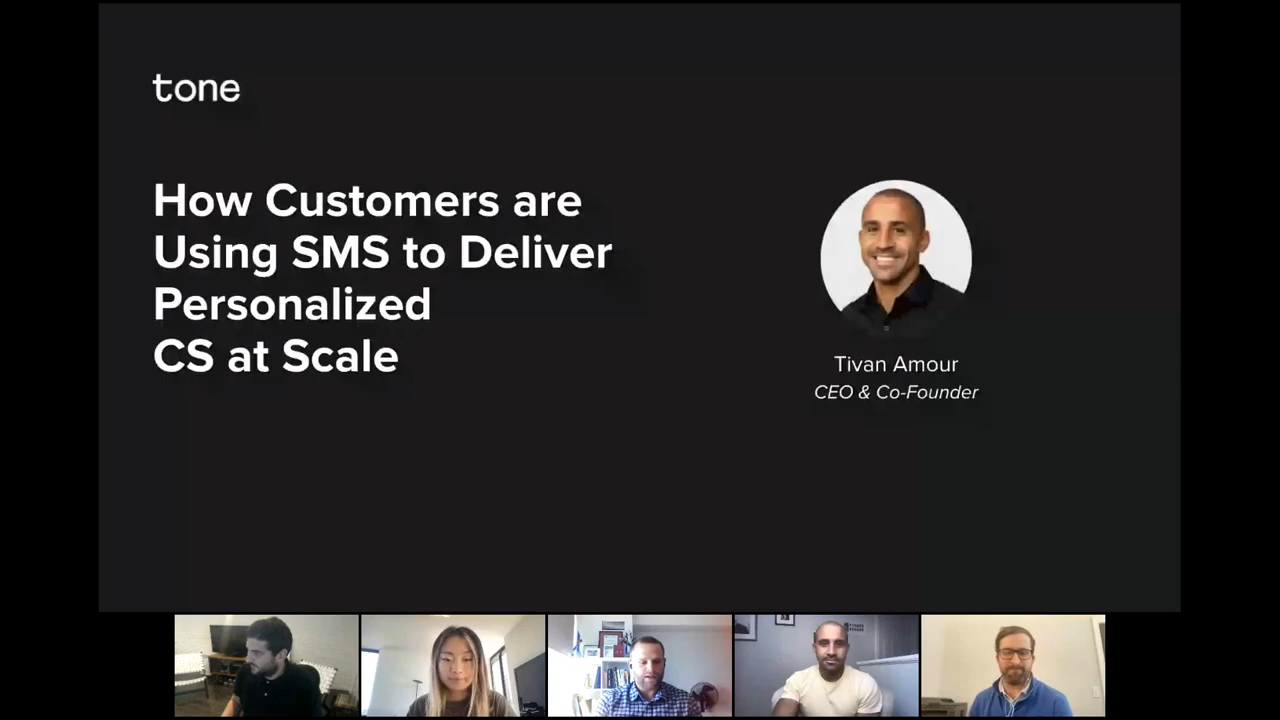 tone
How Customers are
Using SMS to Deliver
Personalized
CS at Scale
Tivan Amour
CEO & Co-Founder